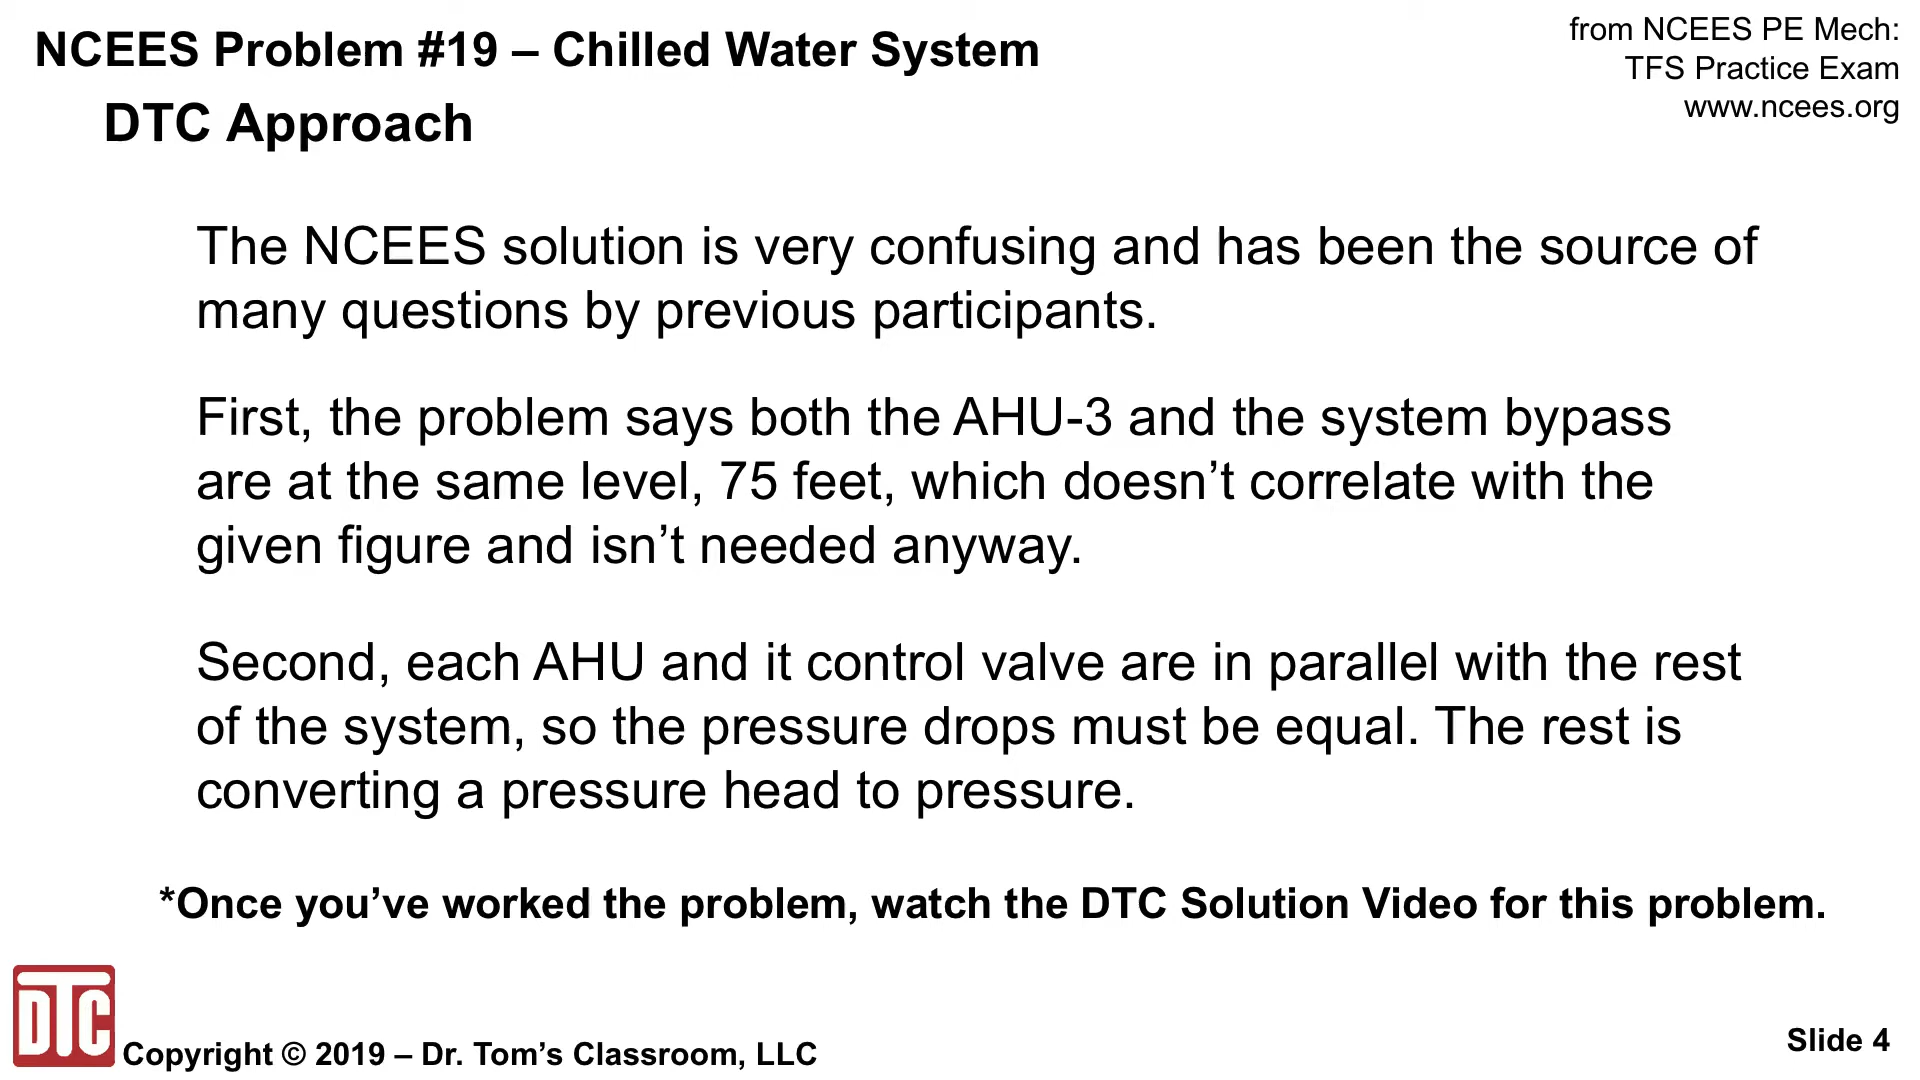 NCEES Problem #19 – Chilled Water System
DTC Approach
from NCEES PE Mech:
TFS Practice Exam
www.ncees.org
The NCEES solution is very confusing and has been the source of
many questions by previous participants.
First, the problem says both the AHU-3 and the system bypass
are at the same level, 75 feet, which doesn’t correlate with the
given figure and isn’t needed anyway.
Second, each AHU and it control valve are in parallel with the rest
of the system, so the pressure drops must be equal. The rest is
converting a pressure head to pressure.
*Once you’ve worked the problem, watch the DTC Solution Video for this problem.
DTC
Copyright © 2019 – Dr. Tom’s Classroom, LLC
Slide 4